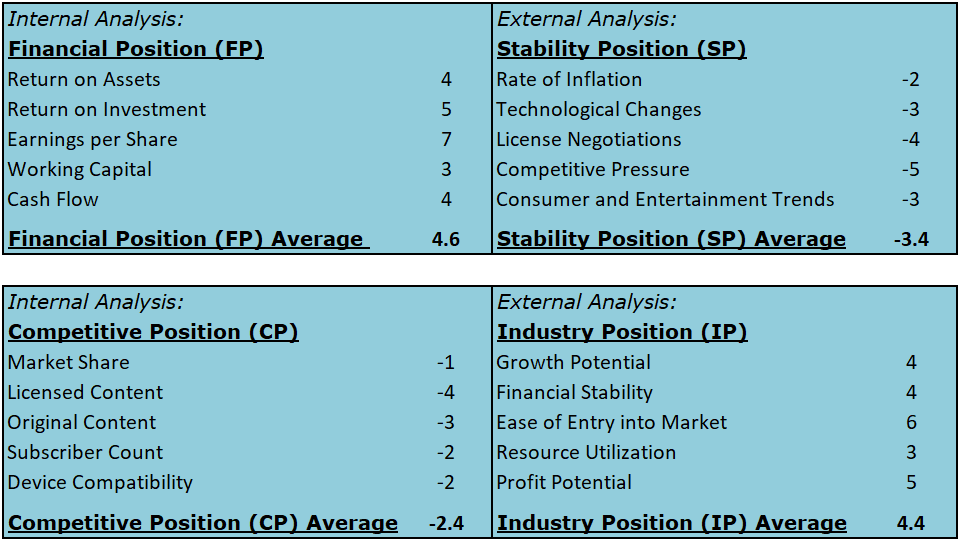 Internal Analysis:
Financial Position (FP)
Return on Assets 4
Return on Investment 5
Earnings per Share 7
Working Capital 3
Cash Flow 4
Financial Position (FP) Average 4.6
External Analysis:
Stability Position (SP)
Rate of Inflation -2
Technological Changes -3
License Negotiations -4
Competitive Pressure -5
Consumer and Entertainment Trends -3
Stability Position (SP) Average -3.4
Internal Analysis:
Competitive Position (CP)
Market Share -1
Licensed Content -4
Original Content -3
Subscriber Count -2
Device Compatibility -2
Competitive Position (CP) Average -2.4
External Analysis:
Industry Position (IP)
Growth Potential 4
Financial Stability 4
Ease of Entry into Market 6
Resource Utilization 3
Profit Potential 5
Industry Position (IP) Average 4.4